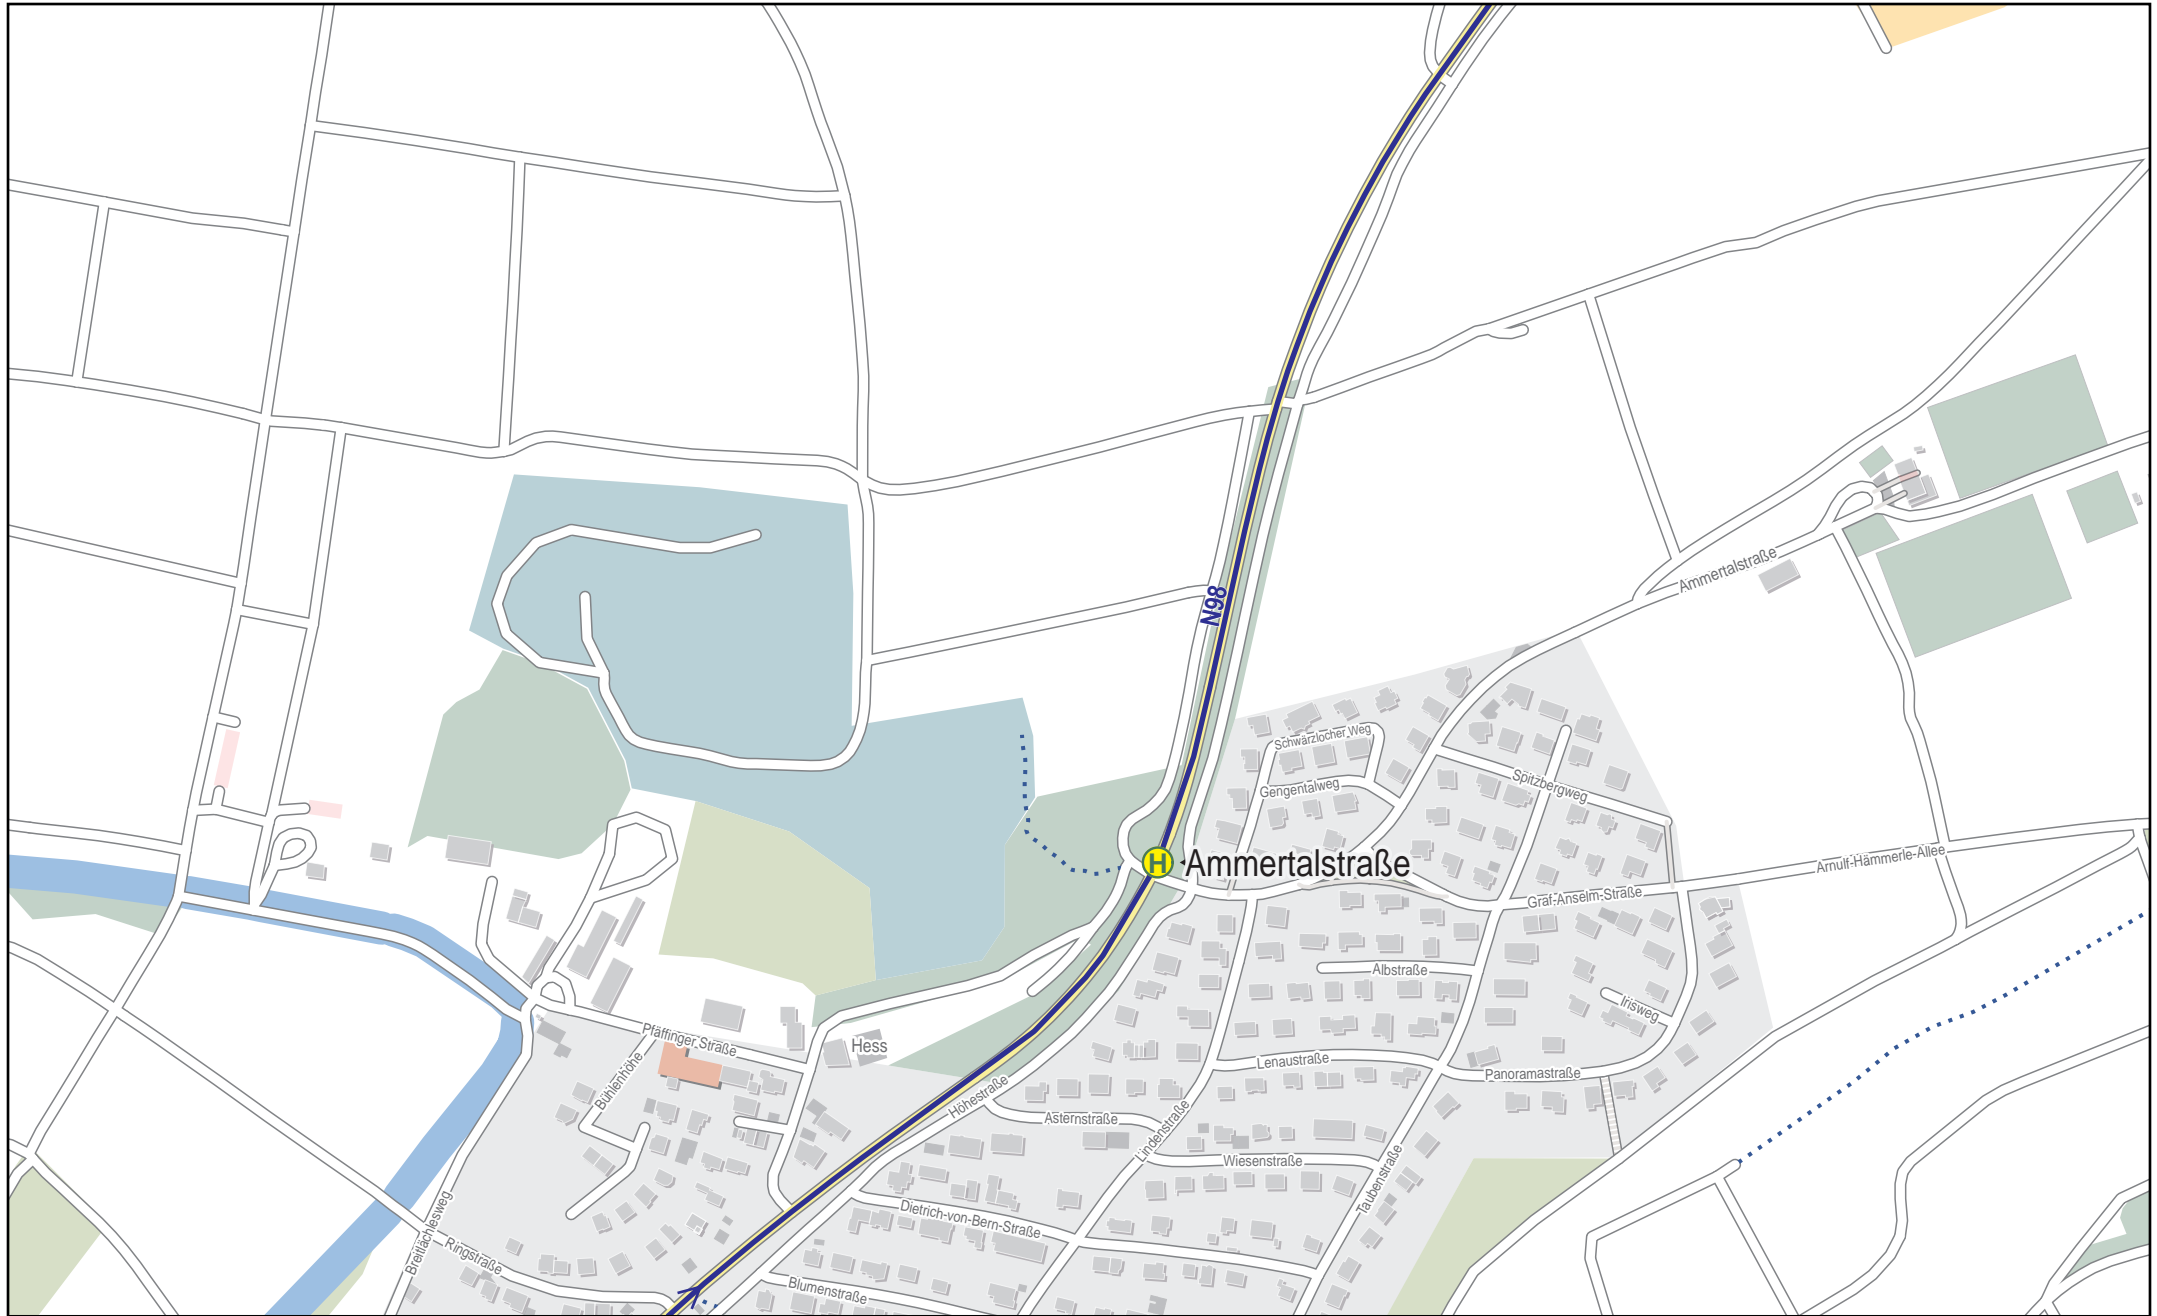 Ammertalstraße
N98
Schwärzlocher Weg
Spitzbergweg
Gengentalweg
H
Ammertalstraße
Arnulf-Hämmerle-Allee
Graf-Anselm-Straße
Albstraße
Irisweg
Pfäffinger Straße
Hess
Lenaustraße
Panoramastraße
Bühlenhöhe
Höhestraße
Asternstraße
Lindenstraße
Wiesenstraße
Taubenstraße
Breitlächlesweg
Dietrich-von-Bern-Straße
Ringstraße
Blumenstraße